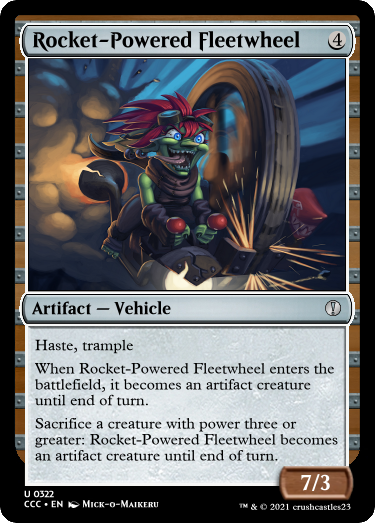 Rocket-Powered Fleetwheel 4
Artifact — Vehicle
Haste, trample
When Rocket-Powered Fleetwheel enters the
battlefield, it becomes an artifact creature
until end of turn.
Sacrifice a creature with power three or
greater: Rocket-Powered Fleetwheel becomes
an artifact creature until end of turn.
7/3
U 0322
CCC • EN Mick-o-Maikeru
™ & © 2021 crushcastles23